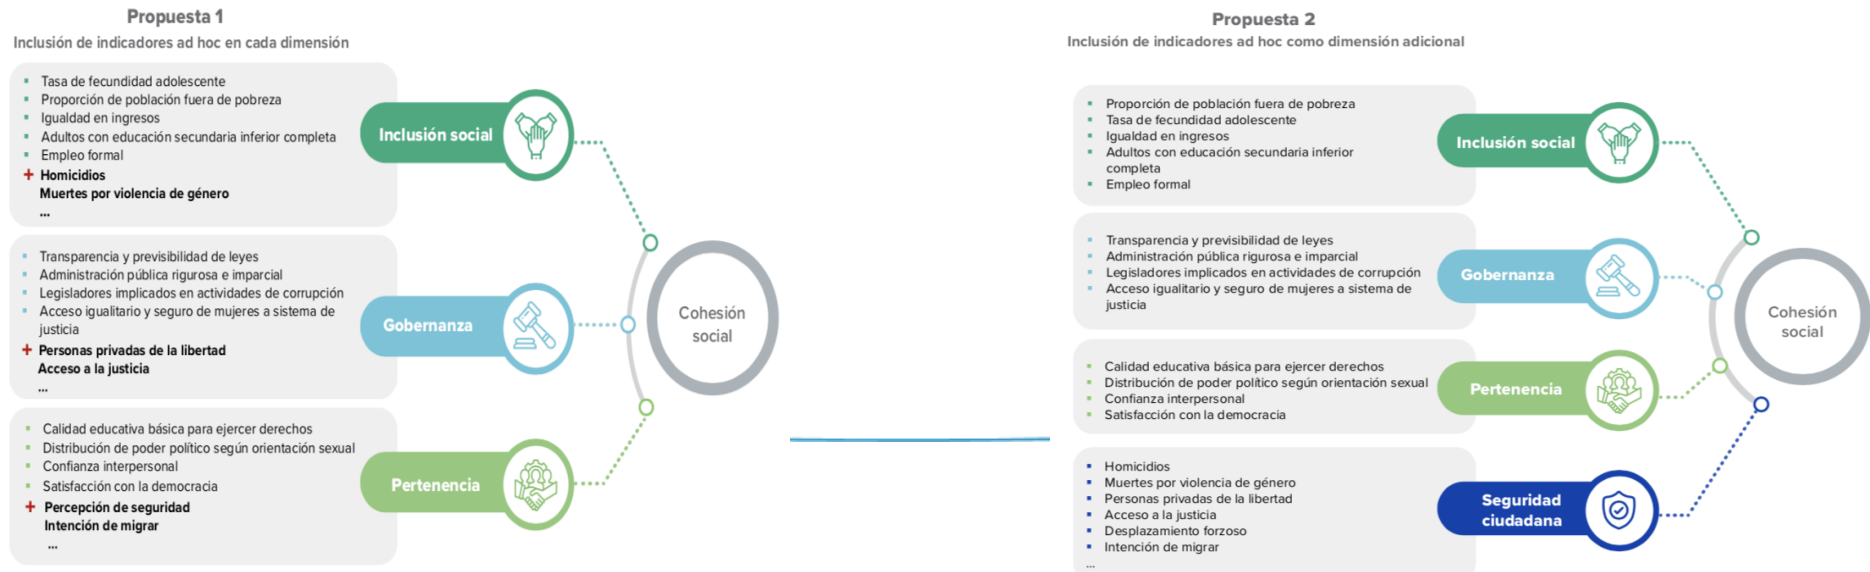 Propuesta 1
Inclusión de indicadores ad hoc en cada dimensión
Tasa de fecundidad adolescente
Proporción de población fuera de pobreza
Igualdad en ingresos
Adultos con educación secundaria inferior completa
Empleo formal
+ Homicidios
Muertes por violencia de género
...
Inclusión social
Transparencia y previsibilidad de leyes
Administración pública rigurosa e imparcial
Legisladores implicados en actividades de corrupción
Acceso igualitario y seguro de mujeres a sistema de
justicia
+ Personas privadas de la libertad
Acceso a la justicia
...
Gobernanza
Calidad educativa básica para ejercer derechos
Distribución de poder político según orientación sexual
Confianza interpersonal
Satisfacción con la democracia
+ Percepción de seguridad
Intención de migrar
...
Pertenencia
Cohesión
social
Propuesta 2
Inclusión de indicadores ad hoc como dimensión adicional
Proporción de población fuera de pobreza
Tasa de fecundidad adolescente
Igualdad en ingresos
Adultos con educación secundaria inferior
completa
Empleo formal
Inclusión social
Transparencia y previsibilidad de leyes
Administración pública rigurosa e imparcial
Legisladores implicados en actividades de corrupción
Acceso igualitario y seguro de mujeres a sistema de
justicia
Gobernanza
Calidad educativa básica para ejercer derechos
Distribución de poder político según orientación sexual
Confianza interpersonal
Satisfacción con la democracia
Pertenencia
Homicidios
Muertes por violencia de género
Personas privadas de la libertad
Acceso a la justicia
Desplazamiento forzoso
Intención de migrar
...
Seguridad
ciudadana
Cohesión
social